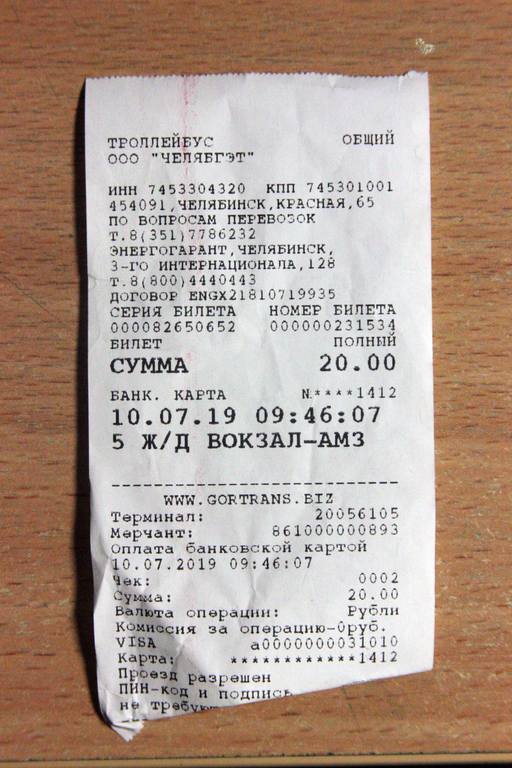 ТРОЛЛЕЙБУС ОБЩИЙ
ООО "ЧЕЛЯБГЭТ"
ИНН 7453304320 КПП 745301001
454091,ЧЕЛЯБИНСК,КРАСНАЯ,65
ПО ВОПРОСАМ ПЕРЕВОЗОК
Т.8(351)7786232
ЭНЕРГОГАРАНТ,ЧЕЛЯБИНСК,
3-ГО ИНТЕРНАЦИОНАЛА,128
Т.8(800)4440443
ДОГОВОР ENGX21810719935
СЕРИЯ БИЛЕТА НОМЕР БИЛЕТА
000082650652 000000231534
БИЛЕТ ПОЛНЫЙ
СУММА 20.00
БАНК. КАРТА N****1412
10.07.19 09:46:07
5 Ж/Д ВОКЗАЛ-АМЗ
------------------------------
WWW.GORTRANS.BIZ
Терминал: 20056105
Мерчант: 861000000893
Оплата банковской картой
10.07.2019 09:46:07
Чек: 0002
Сумма: 20.00
Валюта операции: Рубли
Комиссия за операцию-0руб.
VISA a0000000031010
Карта: ************1412
Проезд разрешен
ПИН-код и подпись
не